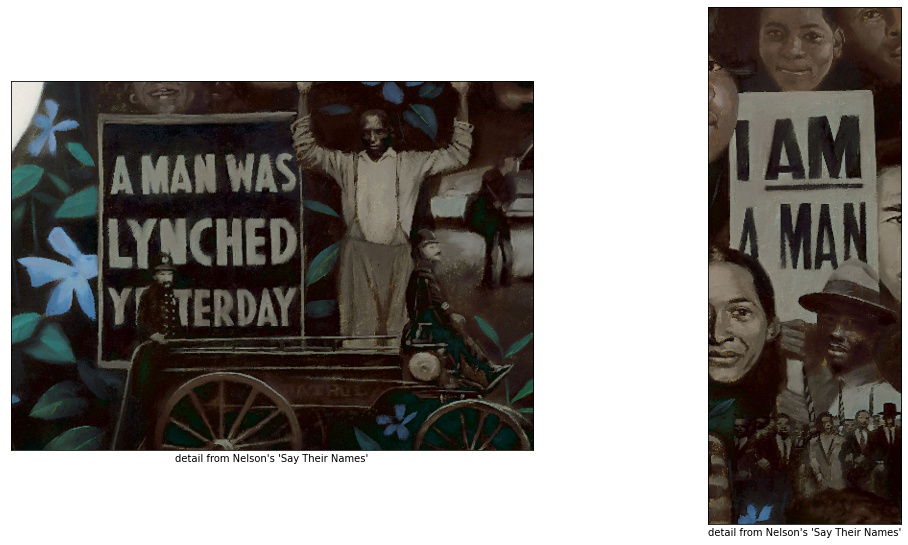 A MAN WAS
LYNCHED
YESTERDAY
detail from Nelson's 'Say Their Names'
I AM
A MAN
detail from Nelson's 'Say Their Names'